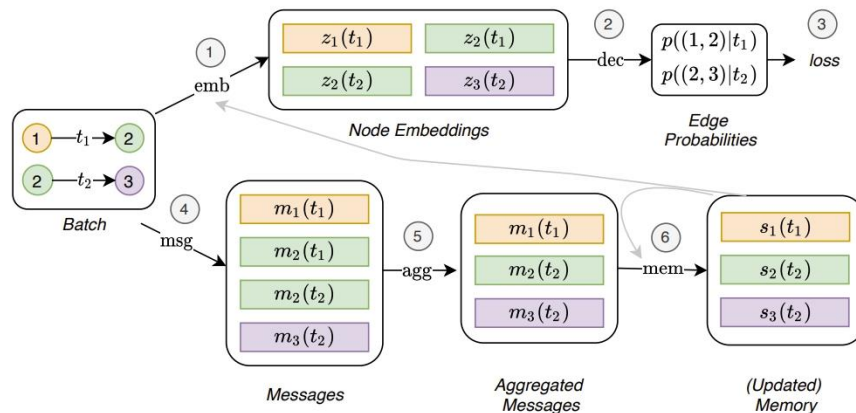 1
emb
z₁(t₁)
z₂(t₁)
z₂(t₂)
z₃(t₂)
Node Embeddings
2
dec
p((1, 2)|t₁)
p((2, 3)|t₂)
Edge
Probabilities
3
loss
1 t₁ 2
2 t₂ 3
Batch
4
msg
m₁(t₁)
m₂(t₁)
m₂(t₂)
m₃(t₂)
Messages
5
agg
m₁(t₁)
m₂(t₂)
m₃(t₂)
Aggregated
Messages
6
mem
s₁(t₁)
s₂(t₂)
s₃(t₂)
(Updated)
Memory